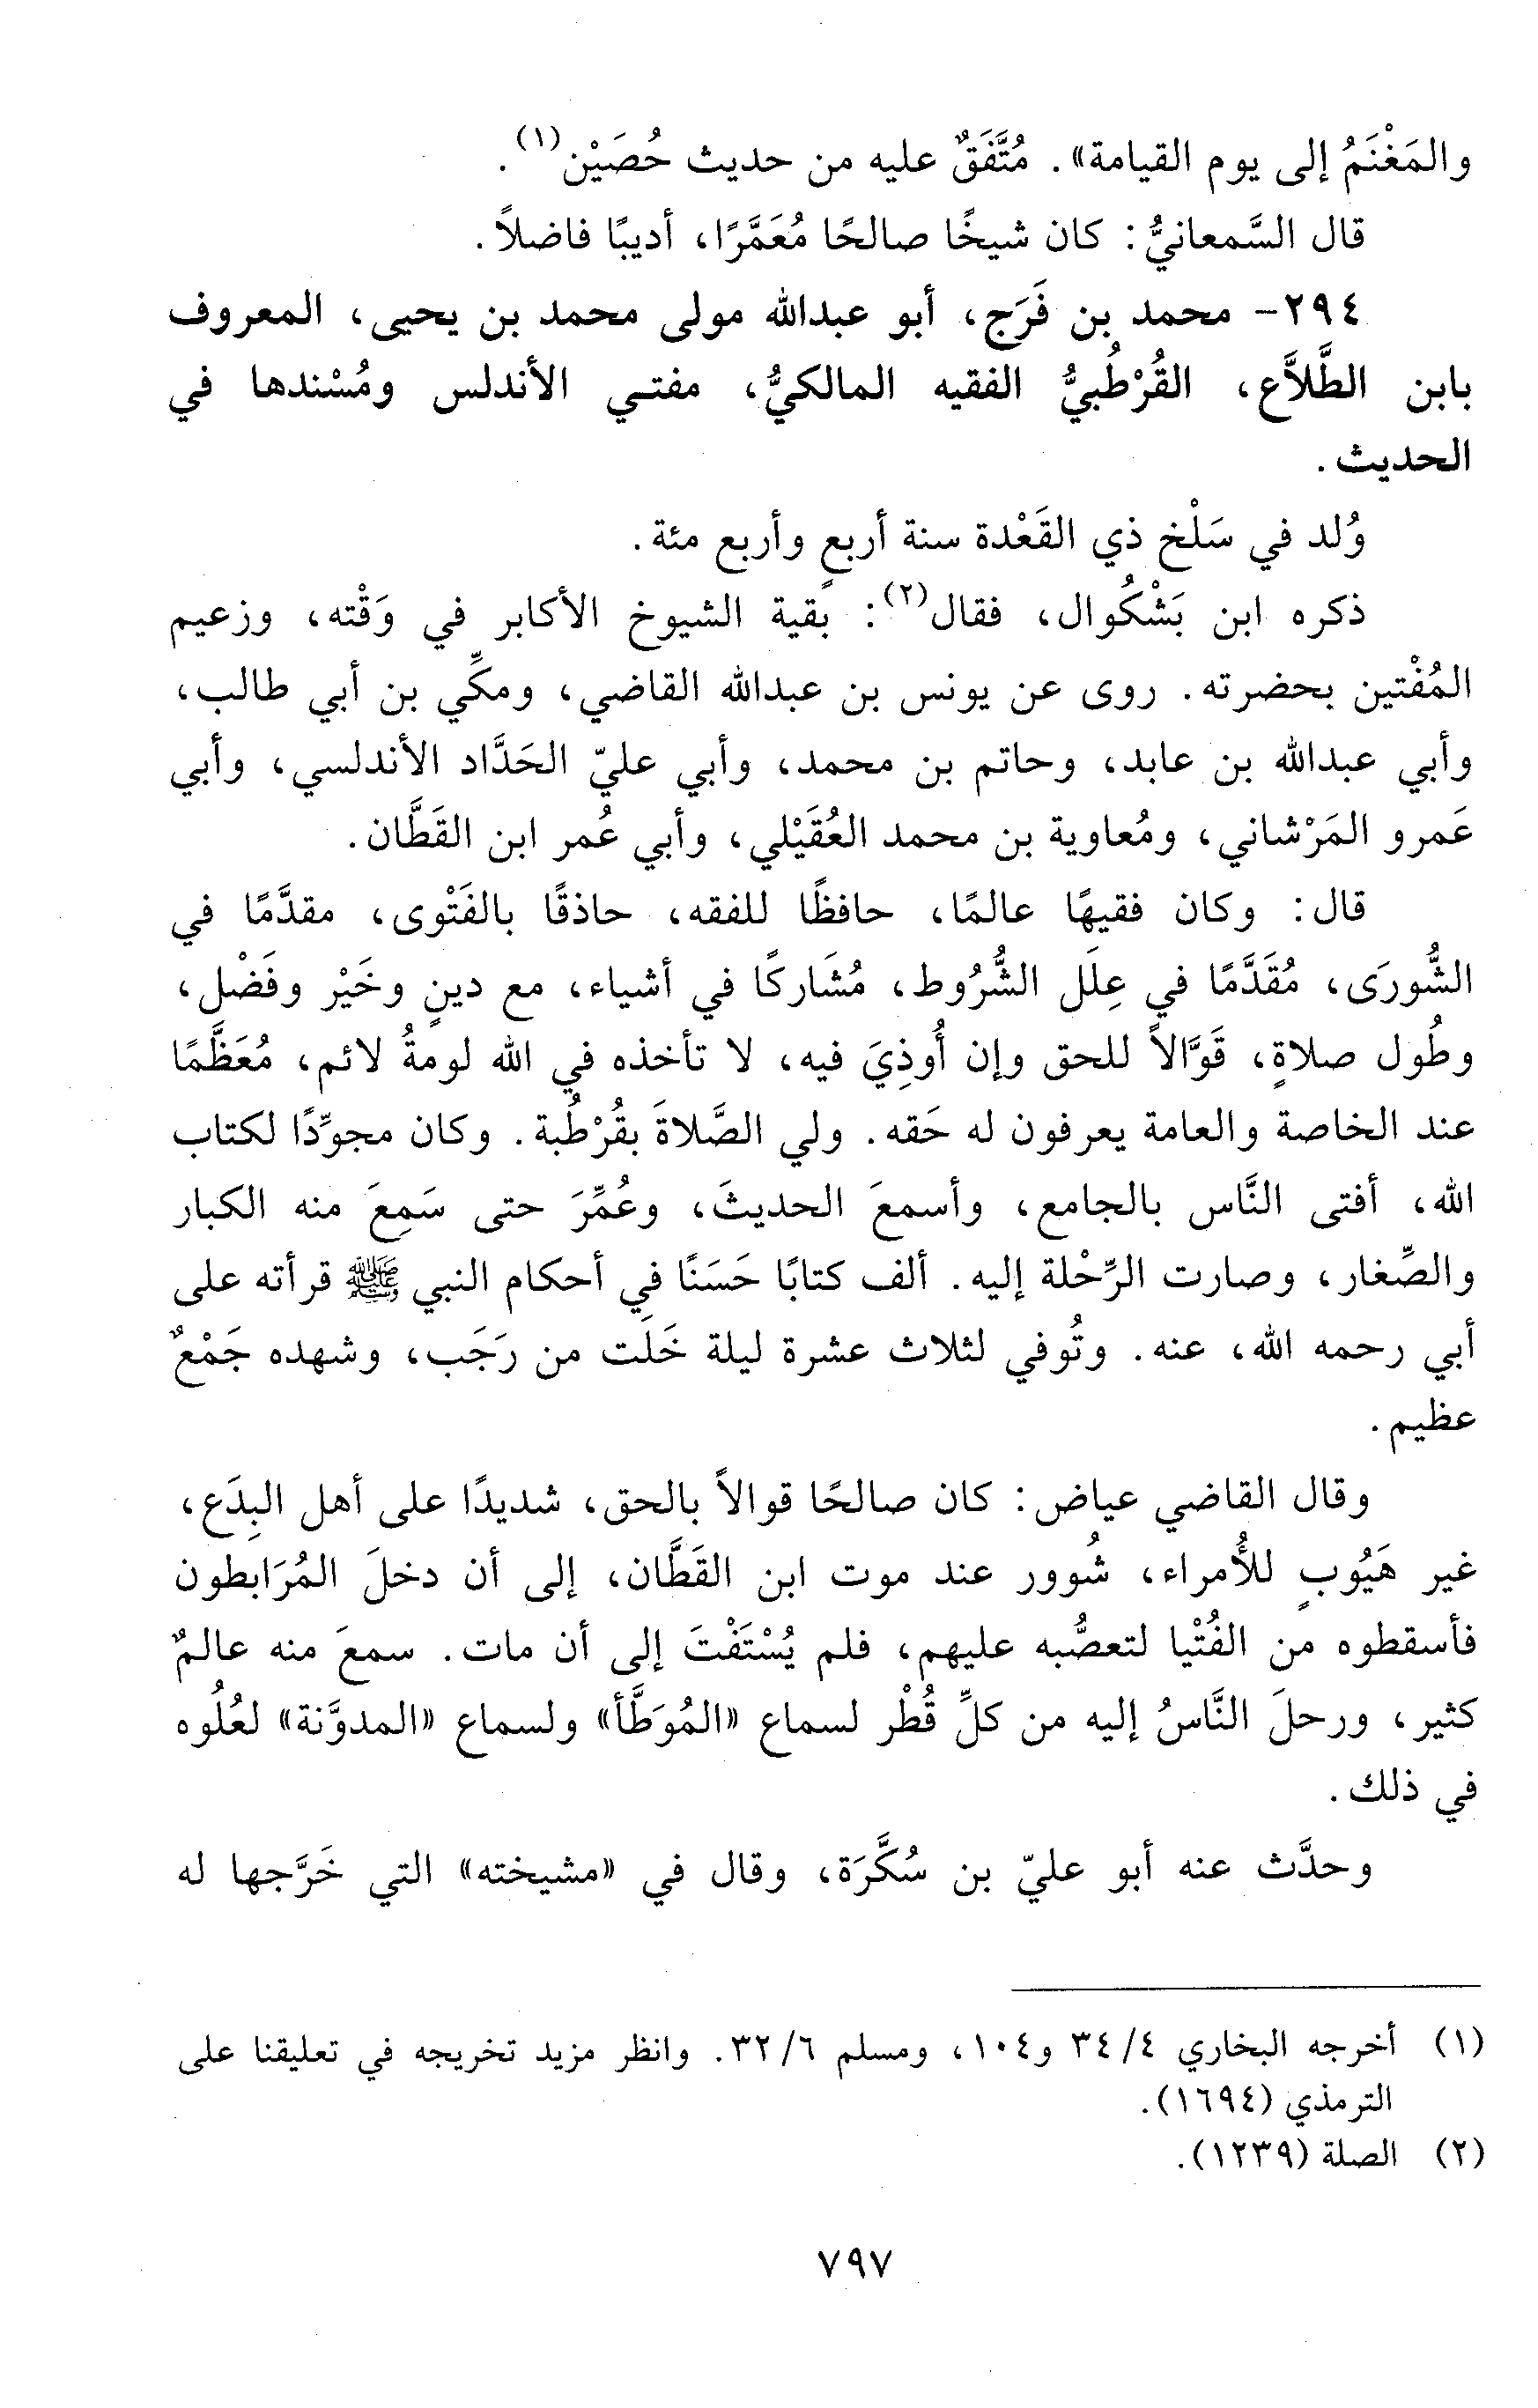 والمَغْنَمُ إلى يوم القيامة». مُتَّفَقٌ عليه من حديث حُصَيْن(١).
قال السَّمعانيُّ: كان شيخًا صالحًا مُعَمَّرًا، أديبًا فاضلاً.
٢٩٤- محمد بن فَرَج، أبو عبدالله مولى محمد بن يحيى، المعروف
بابن الطَّلاَّع، القُرْطُبيُّ الفقيه المالكيُّ، مفتي الأندلس ومُسْندها في
الحديث.
وُلد في سَلْخ ذي القَعْدة سنة أربعٍ وأربع مئة.
ذكره ابن بَشْكُوال، فقال(٢): بقية الشيوخ الأكابر في وَقْته، وزعيم
المُفْتين بحضرته. روى عن يونس بن عبدالله القاضي، ومكِّي بن أبي طالب،
وأبي عبدالله بن عابد، وحاتم بن محمد، وأبي عليّ الحَدَّاد الأندلسي، وأبي
عَمرو المَرْشاني، ومُعاوية بن محمد العُقَيْلي، وأبي عُمر ابن القَطَّان.
قال: وكان فقيهًا عالمًا، حافظًا للفقه، حاذقًا بالفَتْوى، مقدَّمًا في
الشُّورَى، مُقَدَّمًا في عِلَل الشُّرُوط، مُشَاركًا في أشياء، مع دينٍ وخَيْر وفَضْل،
وطُول صلاةٍ، قَوَّالاً للحق وإن أُوذِيَ فيه، لا تأخذه في الله لومةُ لائم، مُعَظَّمًا
عند الخاصة والعامة يعرفون له حَقه. ولي الصَّلاةَ بقُرْطُبة. وكان مجوِّدًا لكتاب
الله، أفتى النَّاس بالجامع، وأسمعَ الحديثَ، وعُمِّرَ حتى سَمِعَ منه الكبار
والصِّغار، وصارت الرِّحْلة إليه. ألف كتابًا حَسَنًا في أحكام النبي ﷺ قرأته على
أبي رحمه الله، عنه. وتُوفي لثلاث عشرة ليلة خَلَت من رَجَب، وشهده جَمْعٌ
عظيم.
وقال القاضي عياض: كان صالحًا قوالاً بالحق، شديدًا على أهل البِدَع،
غير هَيُوبٍ للأُمراء، شُوور عند موت ابن القَطَّان، إلى أن دخلَ المُرَابطون
فأسقطوه من الفُتْيا لتعصُّبه عليهم، فلم يُسْتَفْتَ إلى أن مات. سمعَ منه عالمٌ
كثير، ورحلَ النَّاسُ إليه من كلِّ قُطْر لسماع «المُوَطَّأ» ولسماع «المدوَّنة» لعُلُوه
في ذلك.
وحدَّث عنه أبو عليّ بن سُكَّرَة، وقال في «مشيخته» التي خَرَّجها له
(١) أخرجه البخاري ٤/ ٣٤ و١٠٤، ومسلم ٦/ ٣٢. وانظر مزيد تخريجه في تعليقنا على
الترمذي (١٦٩٤).
(٢) الصلة (١٢٣٩).
٧٩٧